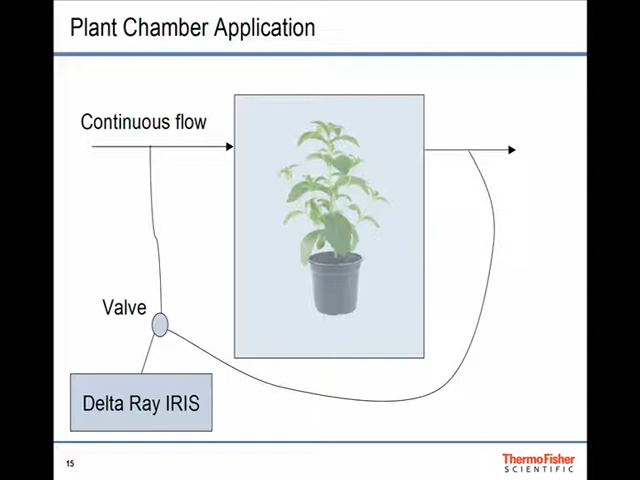 Plant Chamber Application
Continuous flow
Valve
Delta Ray IRIS
15
ThermoFisher
SCIENTIFIC